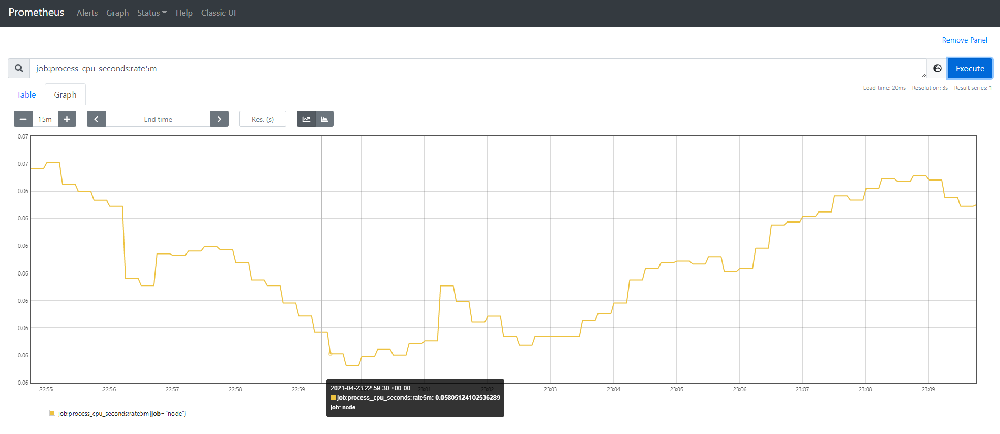 Prometheus Alerts Graph Status Help Classic UI
Remove Panel
job:process_cpu_seconds:rate5m
Execute
Load time: 20ms Resolution: 3s Result series: 1
Table Graph
15m End time Res. (s)
0.07
0.07
0.06
0.06
0.06
0.06
0.06
0.06
0.06
0.06
22:55 22:56 22:57 22:58 22:59 23:01 23:02 23:03 23:04 23:05 23:06 23:07 23:08 23:09
2021-04-23 22:59:30 +00:00
job:process_cpu_seconds:rate5m: 0.05805124102536289
job: node
job:process_cpu_seconds:rate5m{job="node"}